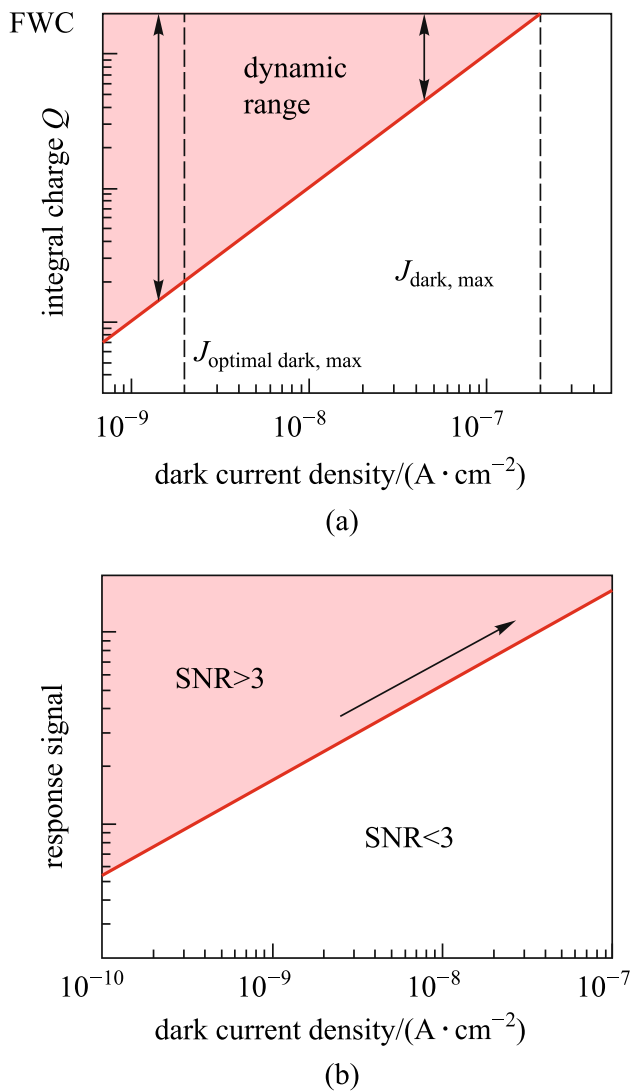 FWC
dynamic
range
integral charge Q
J dark, max
J optimal dark, max
10⁻⁹ 10⁻⁸ 10⁻⁷
dark current density/(A · cm⁻²)
(a)
SNR>3
response signal
SNR<3
10⁻¹⁰ 10⁻⁹ 10⁻⁸ 10⁻⁷
dark current density/(A · cm⁻²)
(b)